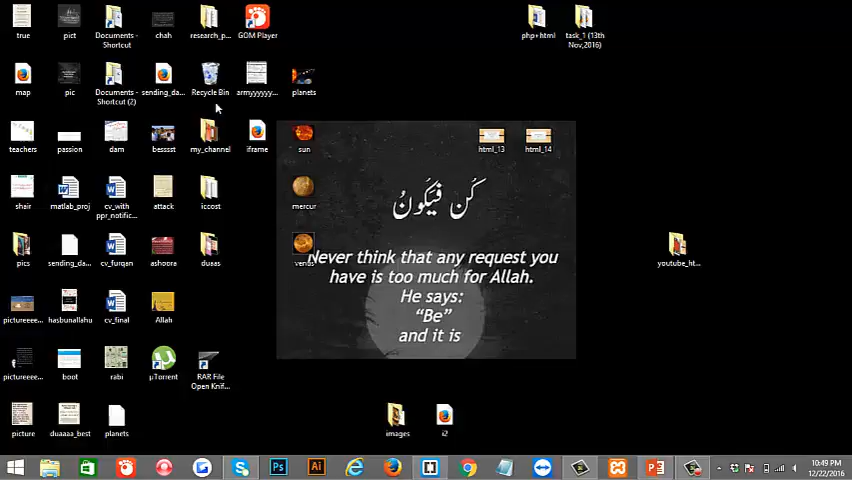 true
pict
Documents -
Shortcut
chah
research_p...
GOM Player
php+html
task_1 (13th
Nov,2016)
map
pic
Documents -
Shortcut (2)
sending_da...
Recycle Bin
armyyyyy...
planets
teachers
passion
dam
besssst
my_channel
iframe
sun
html_13
html_14
shair
matlab_proj
cv_with
ppr_notific...
attack
iccost
mercur
كُن فَيَكُونُ
pics
sending_da...
cv_furqan
ashoora
duaas
venus
Never think that any request you
have is too much for Allah.
He says:
“Be”
and it is
youtube_ht...
pictureeee...
hasbunallahu
cv_final
Allah
pictureeee...
boot
rabi
µTorrent
RAR File
Open Knif...
picture
duaaaa_best
planets
images
i2
10:49 PM
12/22/2016